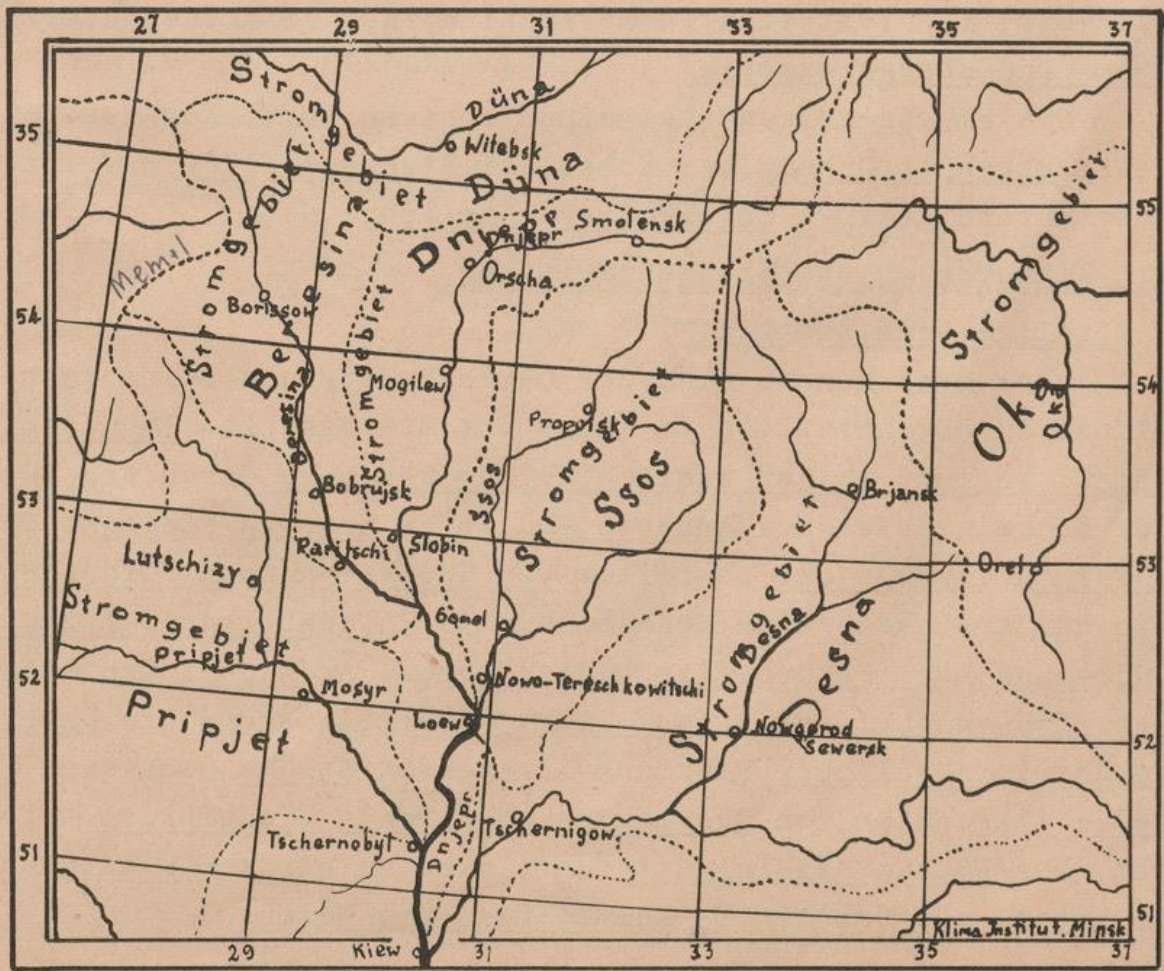 27 29 31 33 35 37
35
Stromgebiet Düna
Düna
Witebsk
55
Stromgebiet
Beresina
Memel
Stromgebiet
Dnjepr
Dnjepr
Smolensk
Orscha
Stromgebiet
Oka
Oka
Borissow
54
54
Beresina
Mogilew
Propoisk
Stromgebiet
Ssos
Ssos
Bobrujsk
Brjansk
53
53
Paritschi
Slobin
Lutschizy
Orel
Stromgebiet
Pripjet
Pripjet
Gomel
Stromgebiet
Desna
Desna
52
52
Mosyr
Nowo-Tereschkowitschi
Loew
Nowgorod
Sewersk
Dnjepr
Tschernobyl
Tschernigow
51
51
Klima Institut. Minsk
29 Kiew 31 33 35 37